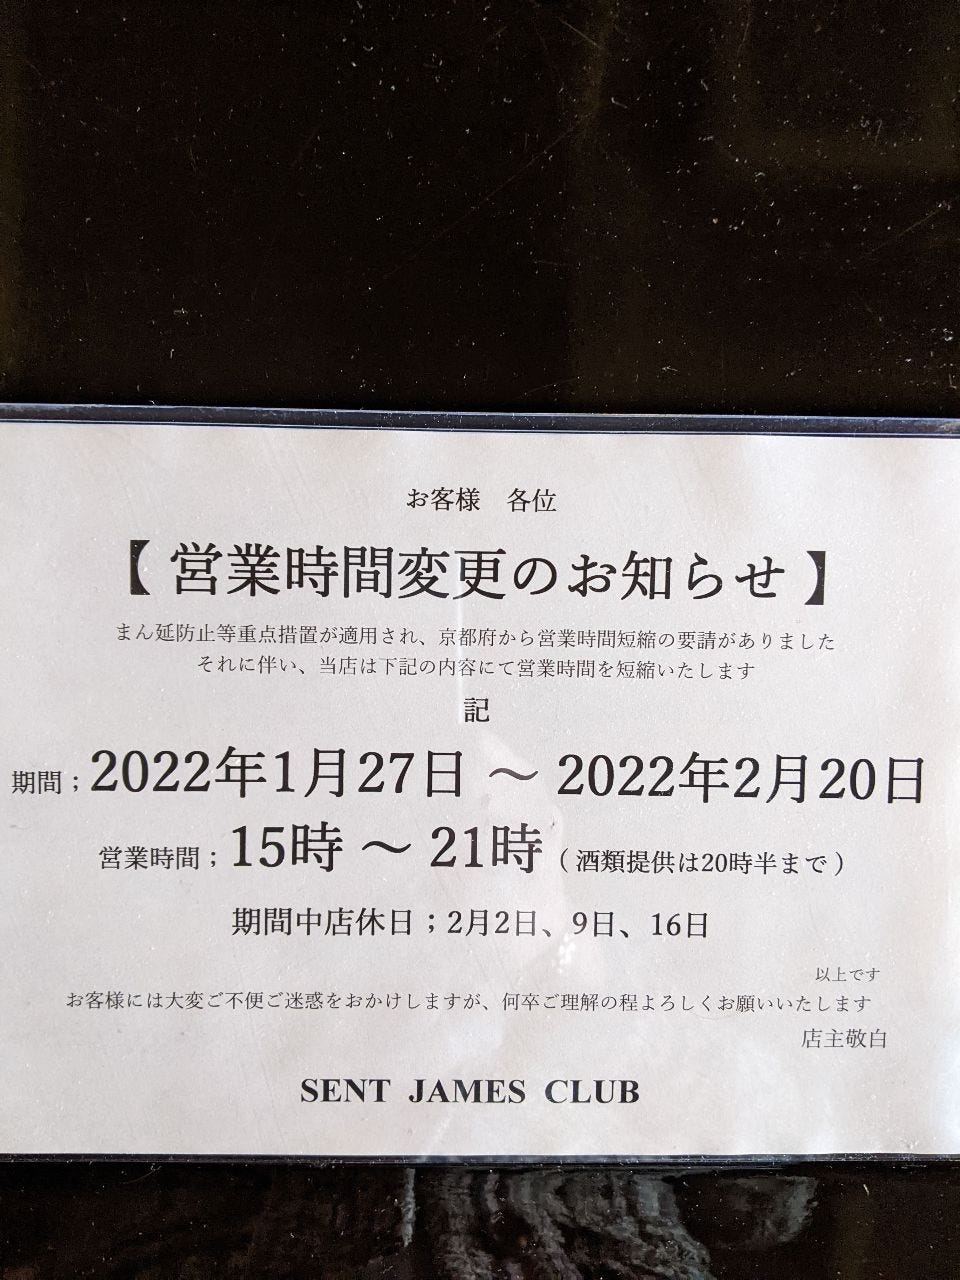 お客様　各位
【 営業時間変更のお知らせ 】
まん延防止等重点措置が適用され、京都府から営業時間短縮の要請がありました
それに伴い、当店は下記の内容にて営業時間を短縮いたします
記
期間；2022年1月27日 〜 2022年2月20日
営業時間；15時 〜 21時（ 酒類提供は20時半まで ）
期間中店休日；2月2日、9日、16日
以上です
お客様には大変ご不便ご迷惑をおかけしますが、何卒ご理解の程よろしくお願いいたします
店主敬白
SENT JAMES CLUB